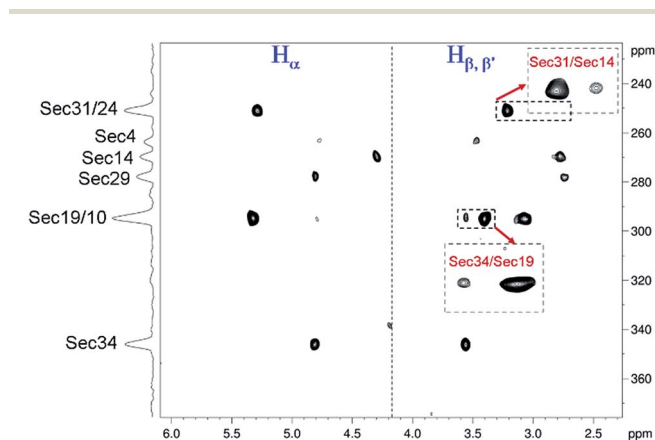 Hα
Hβ, β'
ppm
Sec31/Sec14
240
Sec31/24
260
Sec4
Sec14
280
Sec29
Sec19/10
300
Sec34/Sec19
320
Sec34
340
360
6.0 5.5 5.0 4.5 4.0 3.5 3.0 2.5 ppm